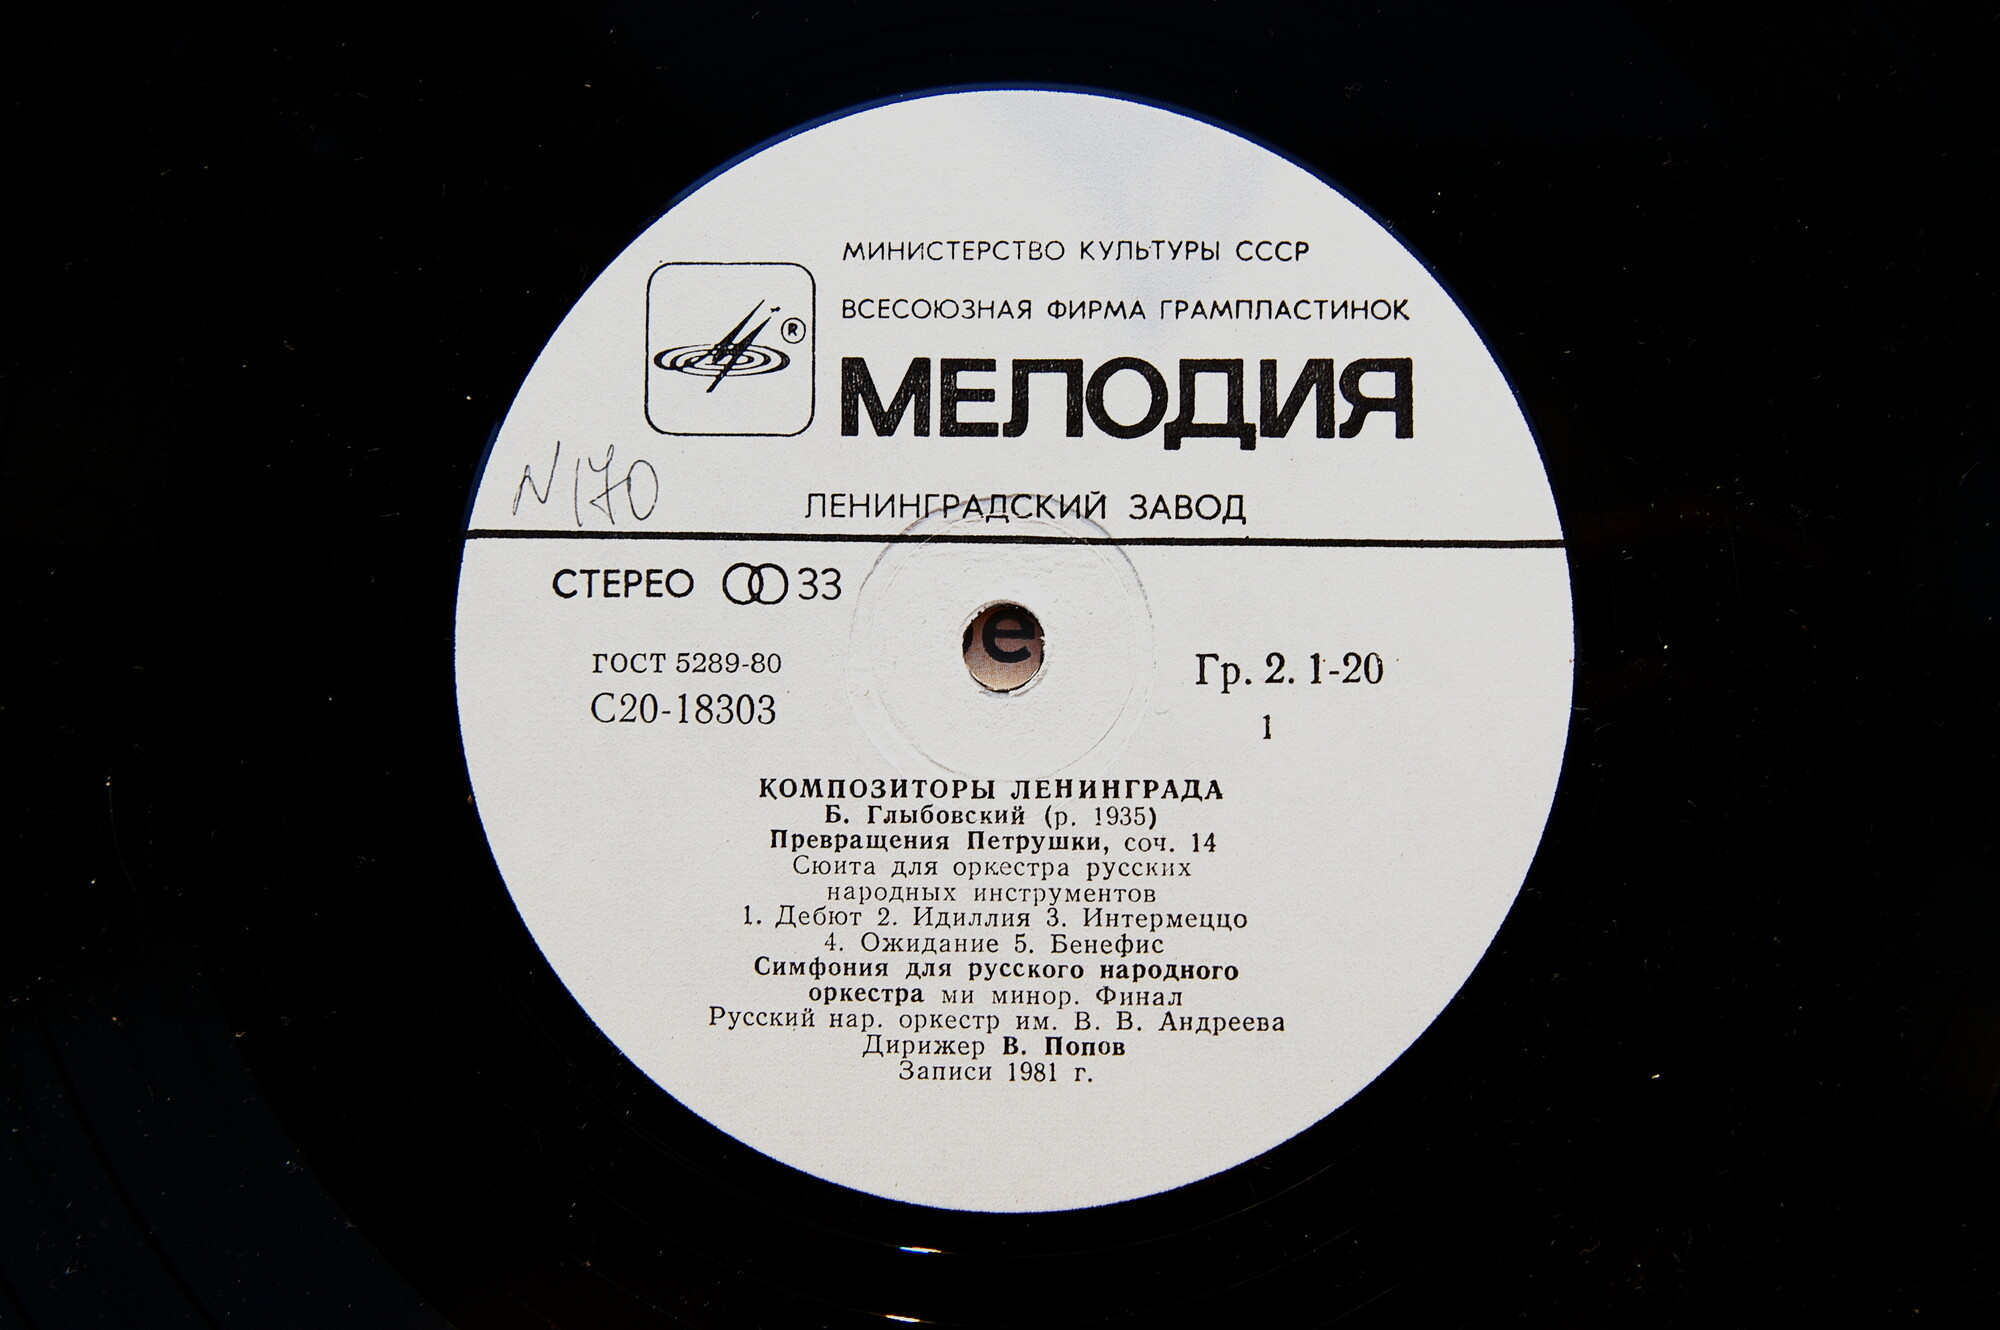 МИНИСТЕРСТВО КУЛЬТУРЫ СССР
ВСЕСОЮЗНАЯ ФИРМА ГРАМПЛАСТИНОК
®
МЕЛОДИЯ
N 170
ЛЕНИНГРАДСКИЙ ЗАВОД
СТЕРЕО 33
е
ГОСТ 5289-80
Гр. 2. 1-20
С20-18303
1
КОМПОЗИТОРЫ ЛЕНИНГРАДА
Б. Глыбовский (р. 1935)
Превращения Петрушки, соч. 14
Сюита для оркестра русских
народных инструментов
1. Дебют 2. Идиллия 3. Интермеццо
4. Ожидание 5. Бенефис
Симфония для русского народного
оркестра ми минор. Финал
Русский нар. оркестр им. В. В. Андреева
Дирижер В. Попов
Записи 1981 г.